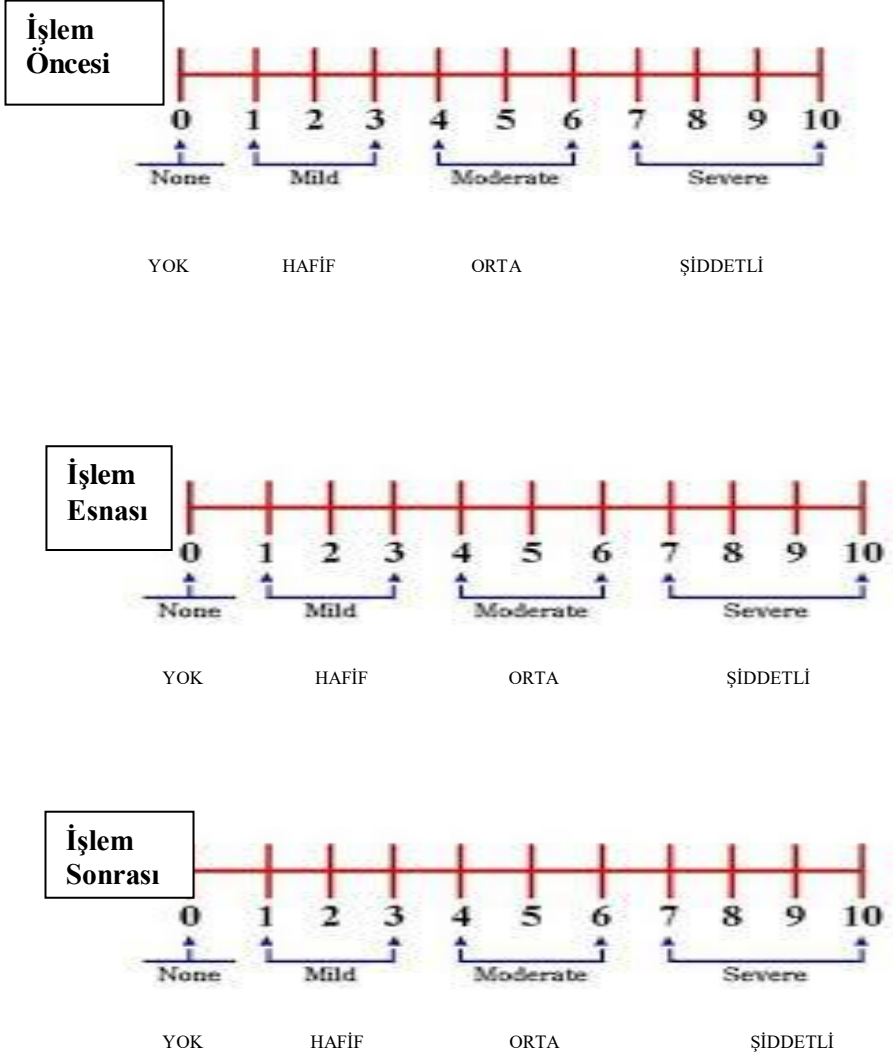 İşlem
Öncesi
0 1 2 3 4 5 6 7 8 9 10
None Mild Moderate Severe
YOK HAFİF ORTA ŞİDDETLİ
İşlem
Esnası
0 1 2 3 4 5 6 7 8 9 10
None Mild Moderate Severe
YOK HAFİF ORTA ŞİDDETLİ
İşlem
Sonrası
0 1 2 3 4 5 6 7 8 9 10
None Mild Moderate Severe
YOK HAFİF ORTA ŞİDDETLİ